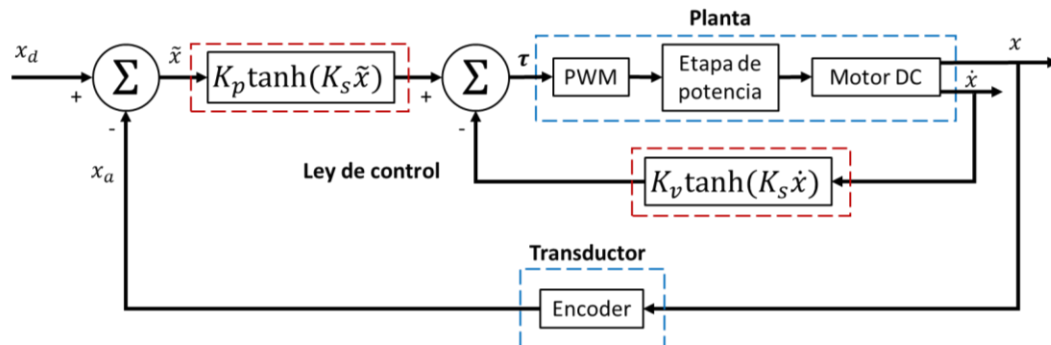 Planta
x_d
Σ
x̃
K_p tanh(K_s x̃)
Σ
τ
PWM
Etapa de
potencia
Motor DC
x
ẋ
+
-
+
-
x_a
Ley de control
K_v tanh(K_s ẋ)
Transductor
Encoder